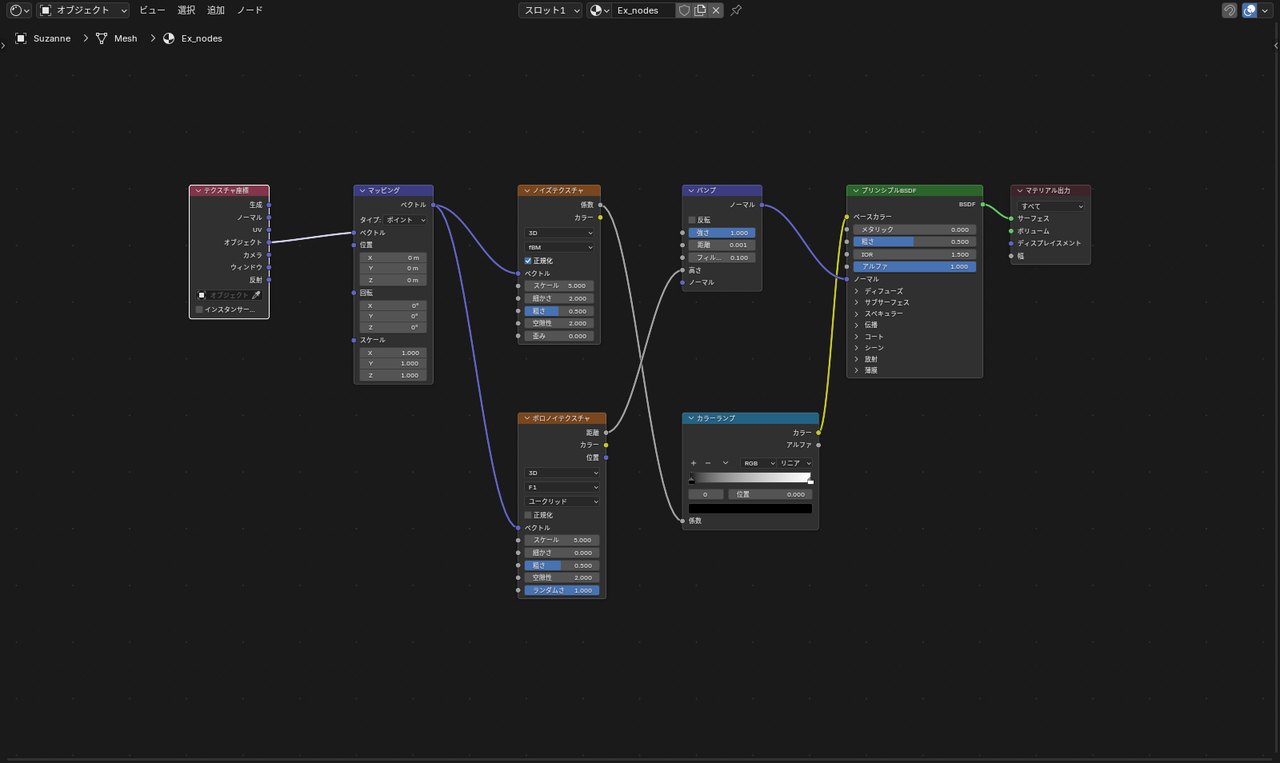 オブジェクト ビュー 選択 追加 ノード スロット1 Ex_nodes
Suzanne Mesh Ex_nodes
テクスチャ座標
生成
ノーマル
UV
オブジェクト
カメラ
ウィンドウ
反射
オブジェクト
インスタンサー...
マッピング
ベクトル
タイプ: ポイント
ベクトル
位置
X 0 m
Y 0 m
Z 0 m
回転
X 0°
Y 0°
Z 0°
スケール
X 1.000
Y 1.000
Z 1.000
ノイズテクスチャ
係数
カラー
3D
fBM
正規化
ベクトル
スケール 5.000
細かさ 2.000
粗さ 0.500
空隙性 2.000
歪み 0.000
ボロノイテクスチャ
距離
カラー
位置
3D
F1
ユークリッド
正規化
ベクトル
スケール 5.000
細かさ 0.000
粗さ 0.500
空隙性 2.000
ランダムさ 1.000
バンプ
ノーマル
反転
強さ 1.000
距離 0.001
フィル... 0.100
高さ
ノーマル
カラーランプ
カラー
アルファ
RGB リニア
0 位置 0.000
係数
プリンシプルBSDF
BSDF
ベースカラー
メタリック 0.000
粗さ 0.500
IOR 1.500
アルファ 1.000
ノーマル
ディフューズ
サブサーフェス
スペキュラー
伝播
コート
シーン
放射
薄膜
マテリアル出力
すべて
サーフェス
ボリューム
ディスプレイスメント
幅